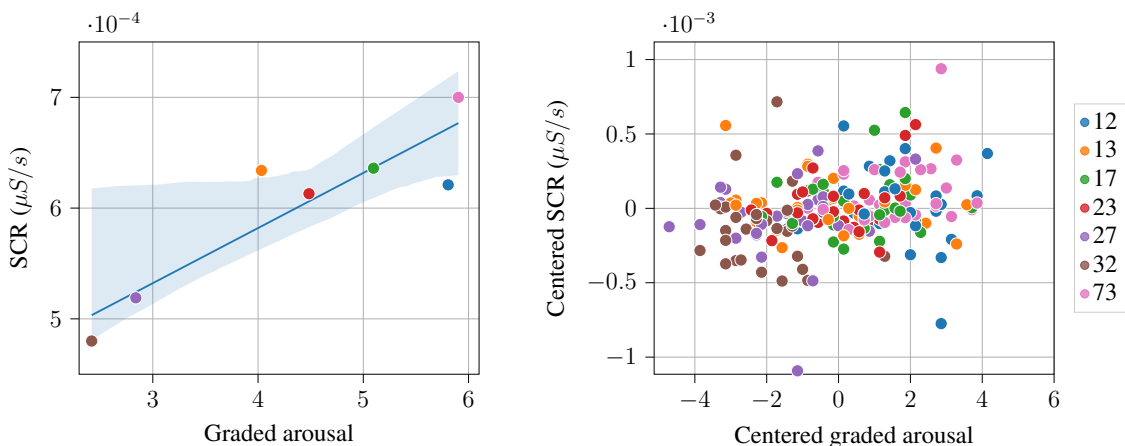 ·10⁻⁴
7
6
5
SCR (μS/s)
3 4 5 6
Graded arousal
·10⁻³
1
0.5
0
−0.5
−1
Centered SCR (μS/s)
−4 −2 0 2 4 6
Centered graded arousal
12
13
17
23
27
32
73